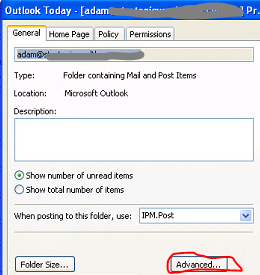 Outlook Today - [adam ] Pr...
General Home Page Policy Permissions
adam@
Type: Folder containing Mail and Post Items
Location: Microsoft Outlook
Description:
Show number of unread items
Show total number of items
When posting to this folder, use: IPM.Post
Folder Size... Advanced...